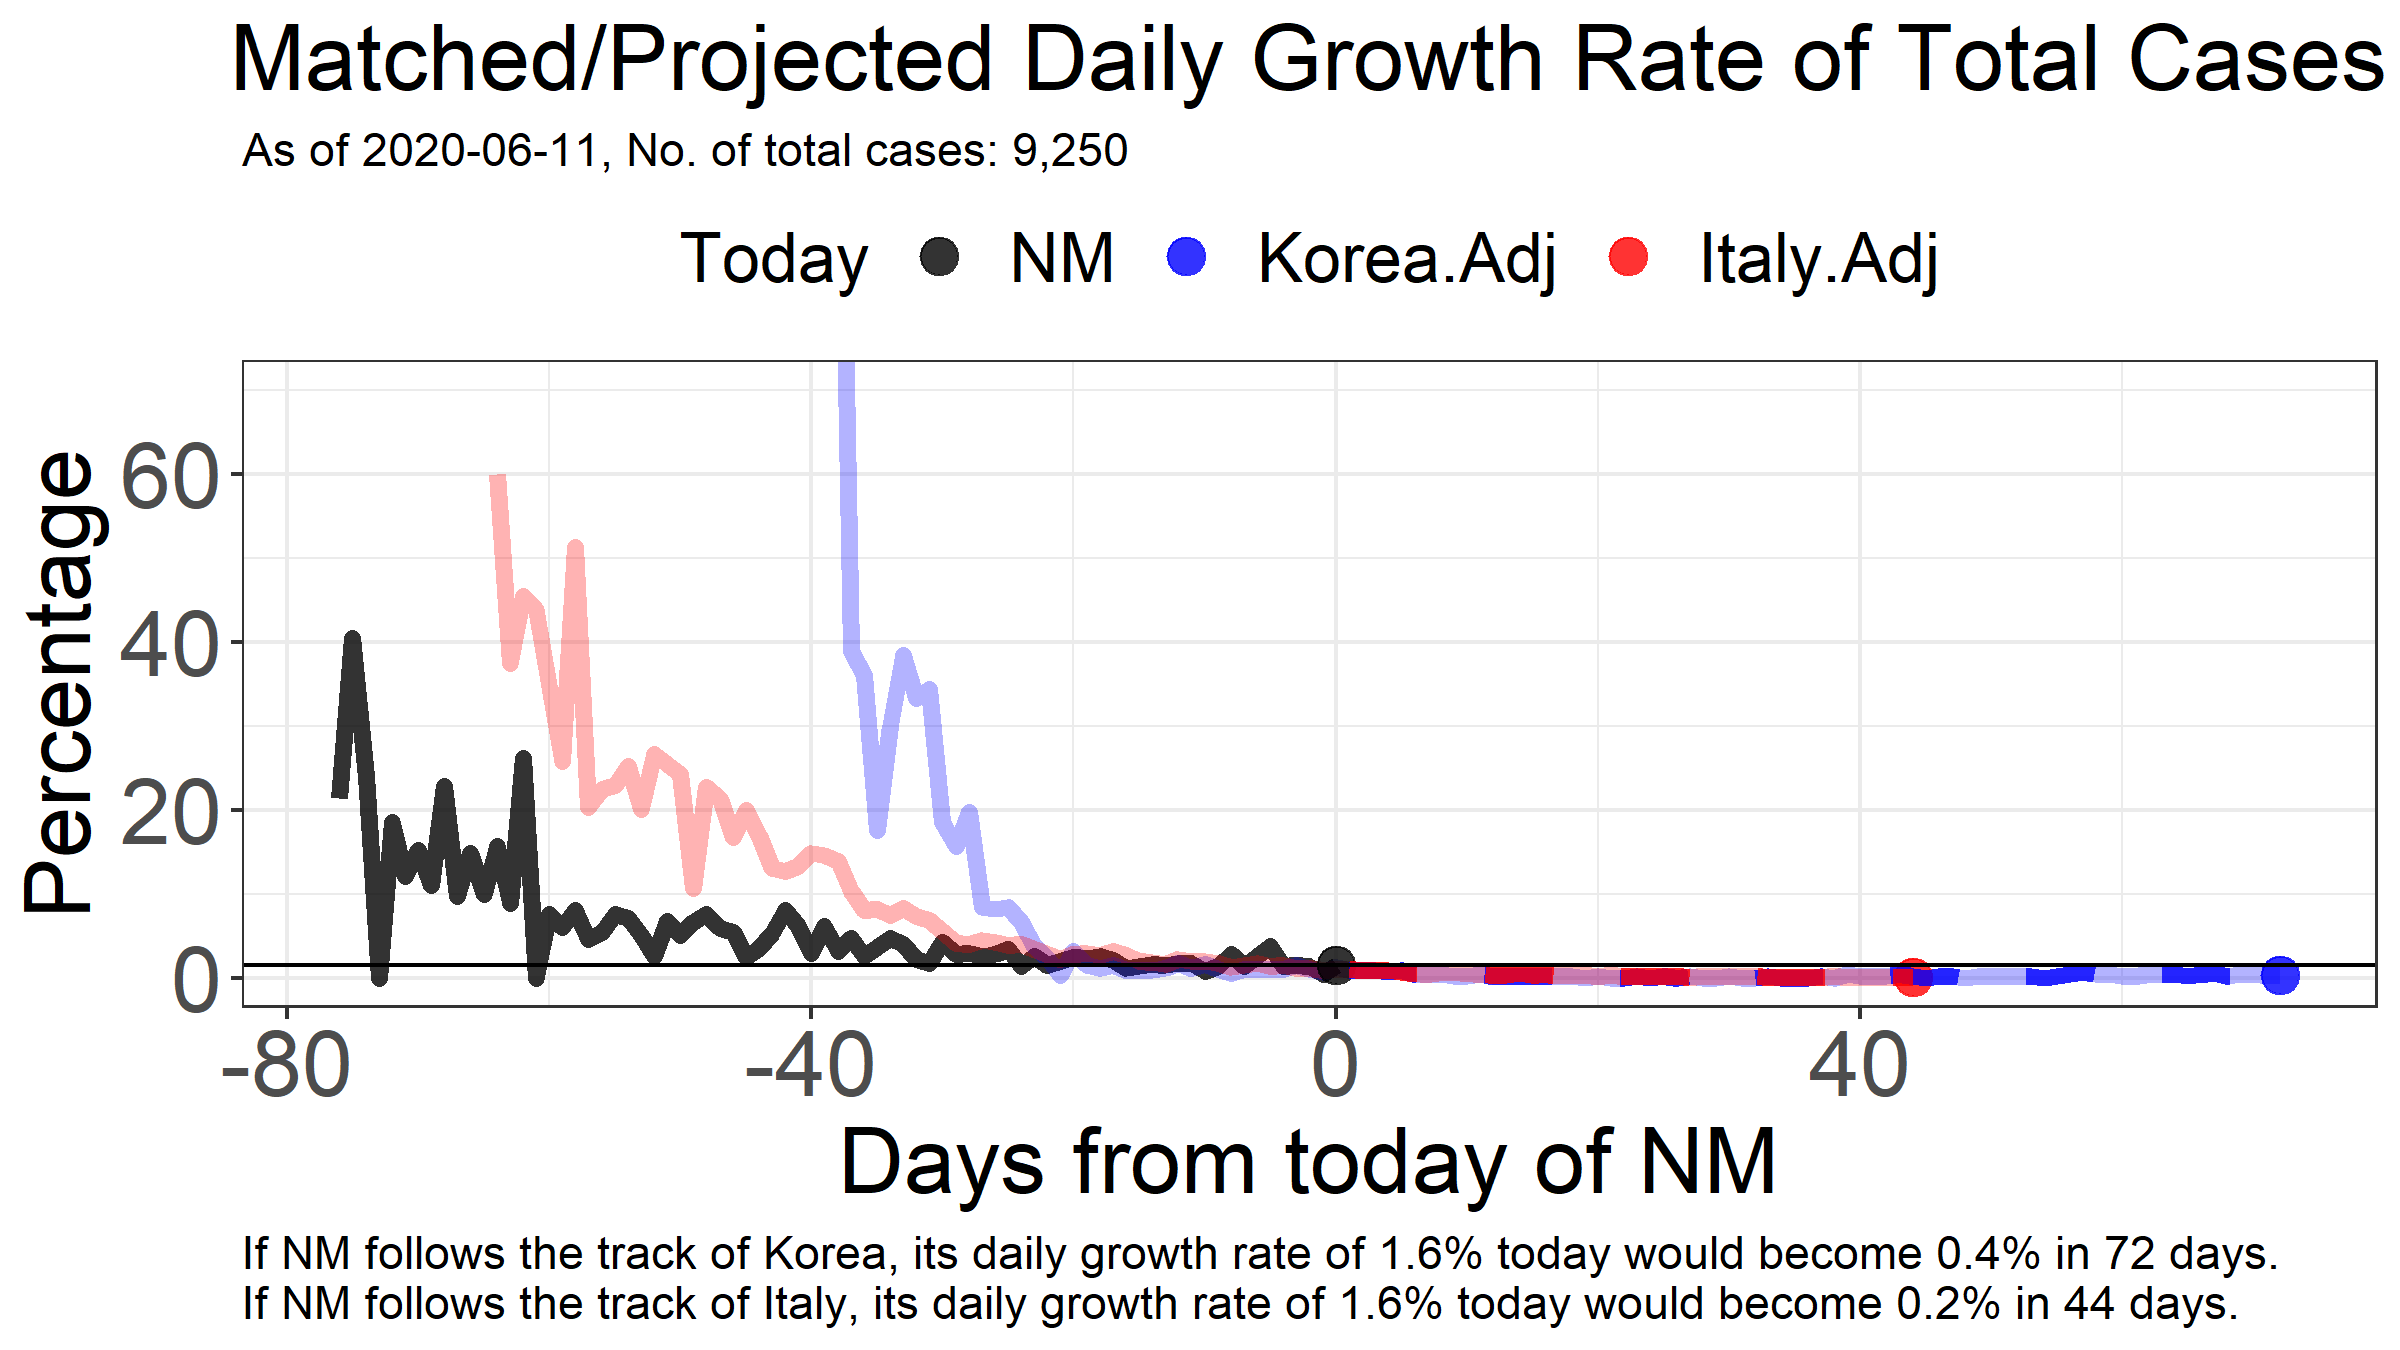 Matched/Projected Daily Growth Rate of Total Cases
As of 2020-06-11, No. of total cases: 9,250
Today NM Korea.Adj Italy.Adj
Percentage
60
40
20
0
-80 -40 0 40
Days from today of NM
If NM follows the track of Korea, its daily growth rate of 1.6% today would become 0.4% in 72 days.
If NM follows the track of Italy, its daily growth rate of 1.6% today would become 0.2% in 44 days.